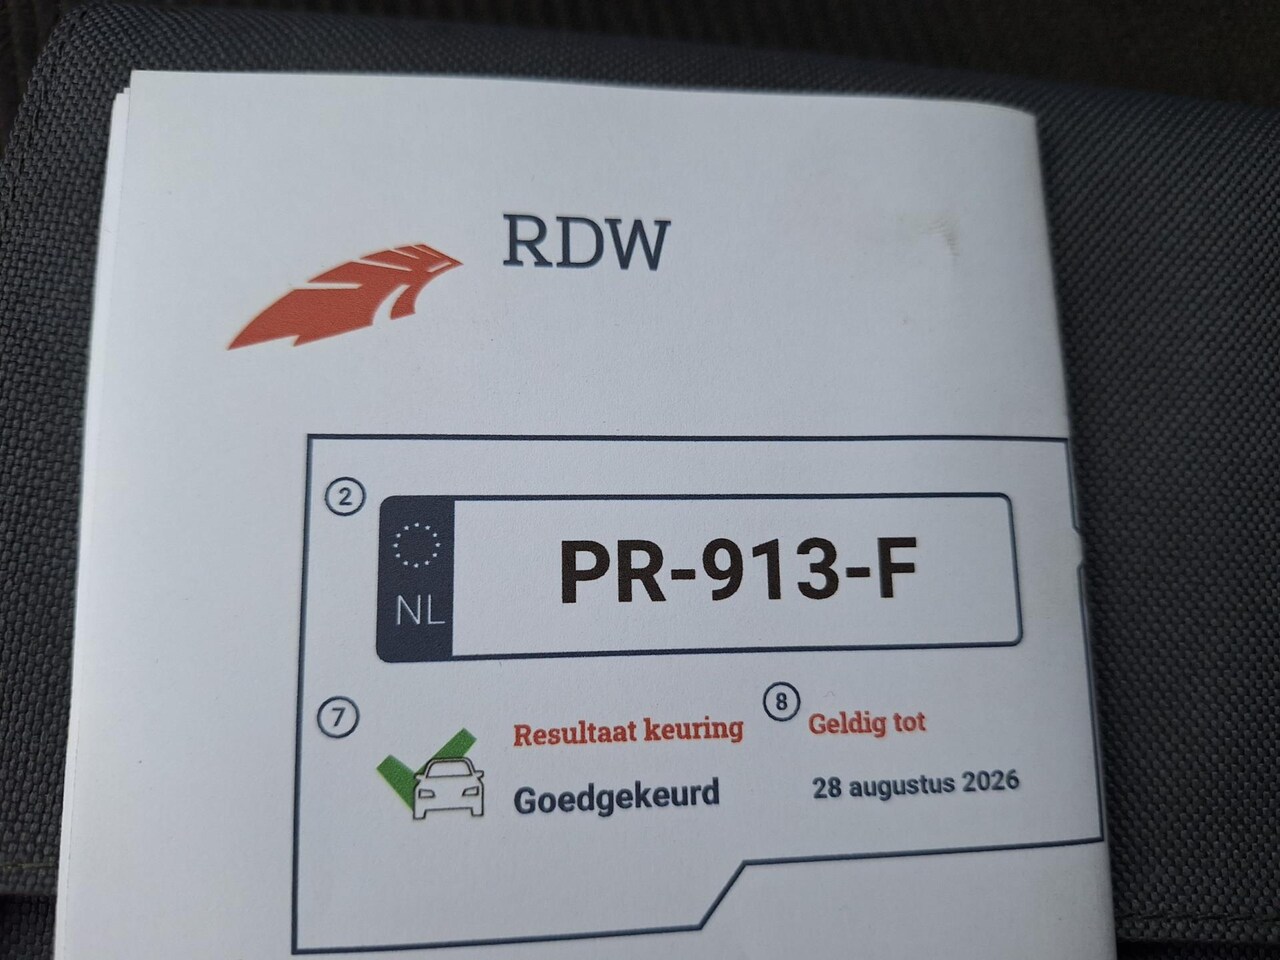 RDW
2
NL
PR-913-F
7
Resultaat keuring
Goedgekeurd
8
Geldig tot
28 augustus 2026